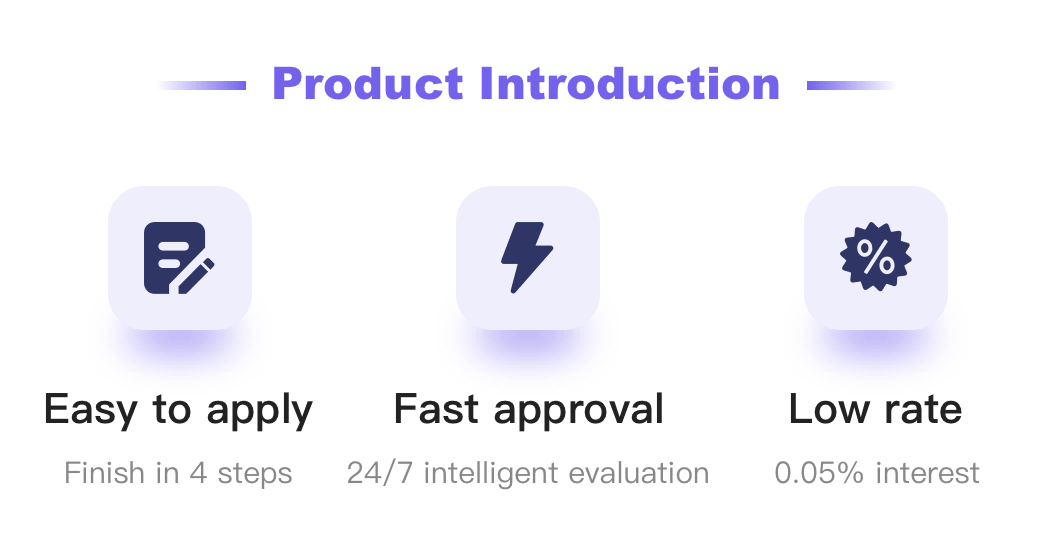 Product Introduction
Easy to apply
Finish in 4 steps
Fast approval
24/7 intelligent evaluation
Low rate
0.05% interest